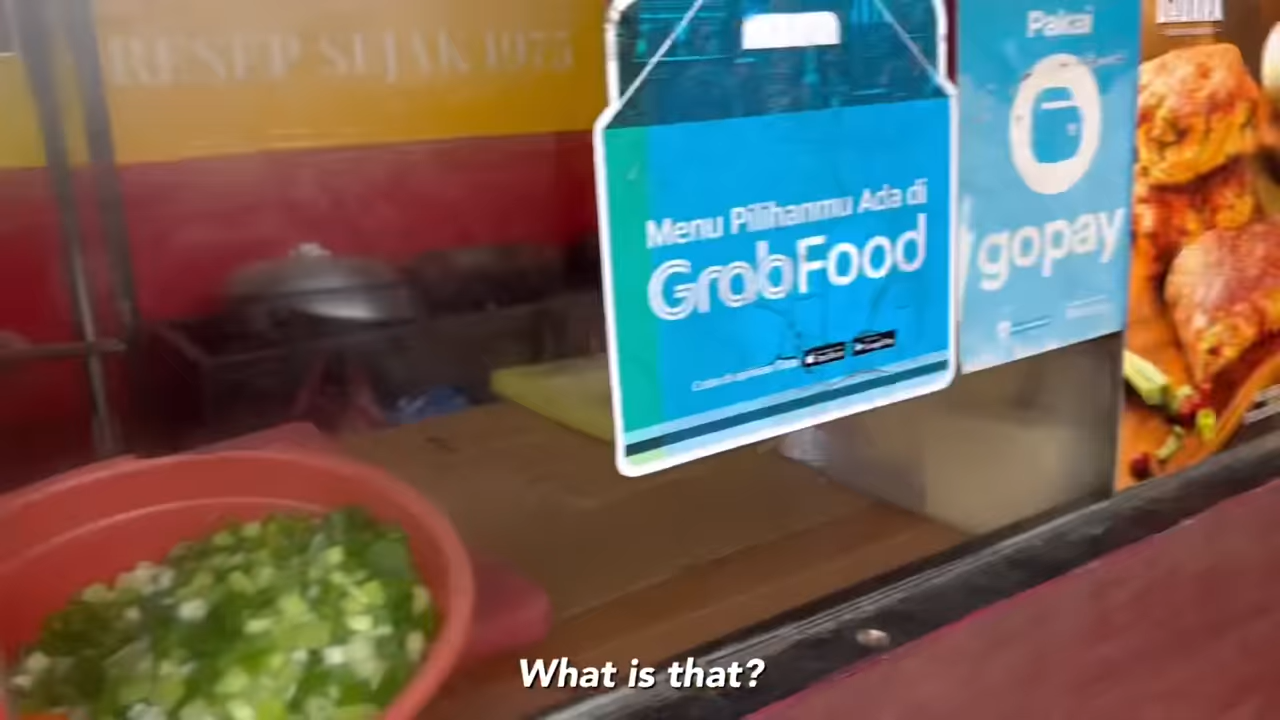 RESEP SEJAK 1975
Menu Pilihanmu Ada di
GrabFood
Pakai
gopay
What is that?